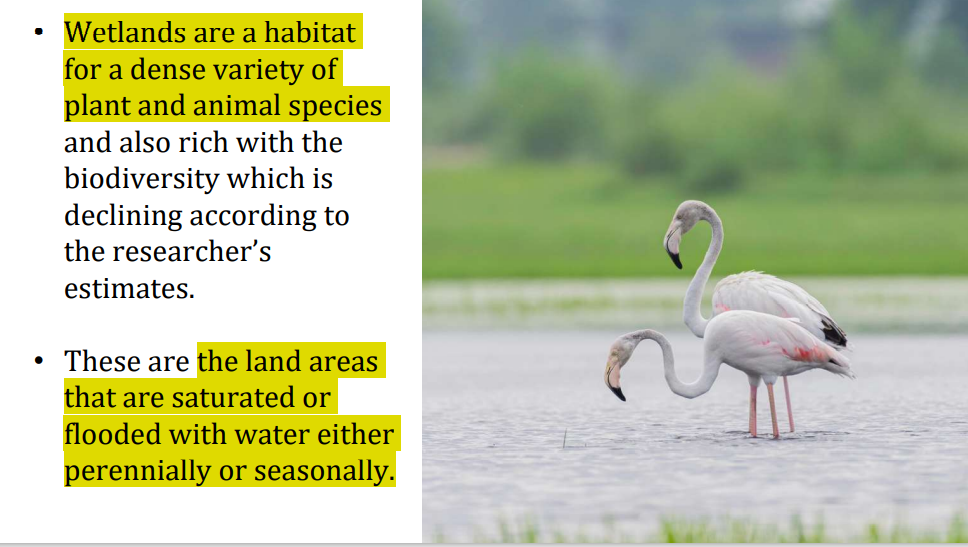 • Wetlands are a habitat
for a dense variety of
plant and animal species
and also rich with the
biodiversity which is
declining according to
the researcher’s
estimates.
• These are the land areas
that are saturated or
flooded with water either
perennially or seasonally.